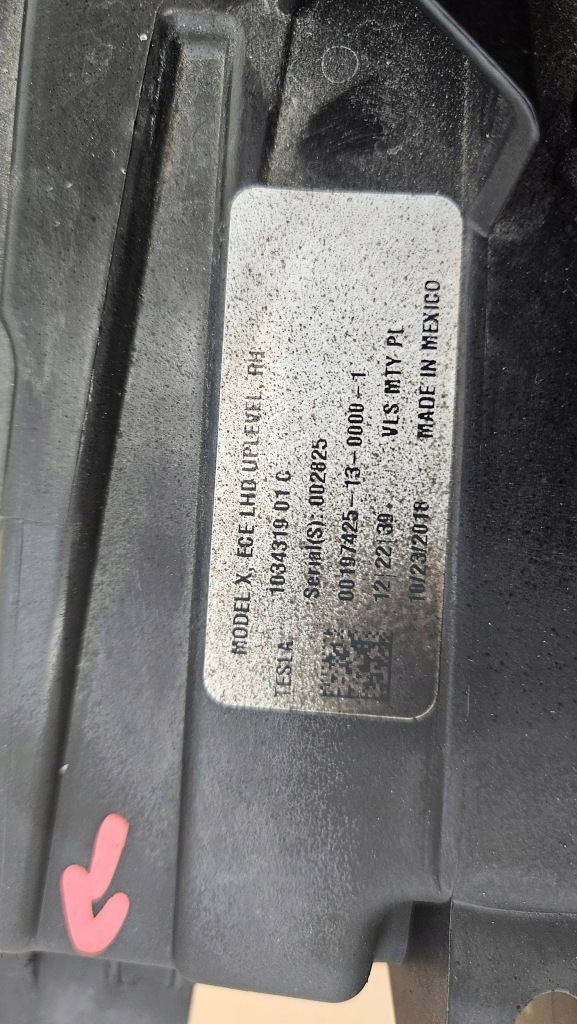 MODEL X, ECE LHD UPLEVEL, RH
TESLA 1034319 01 C
Serial(S): 002825
00197425-13-0000-1
12:22:39 VLS MTY PL
10/23/2018 MADE IN MEXICO